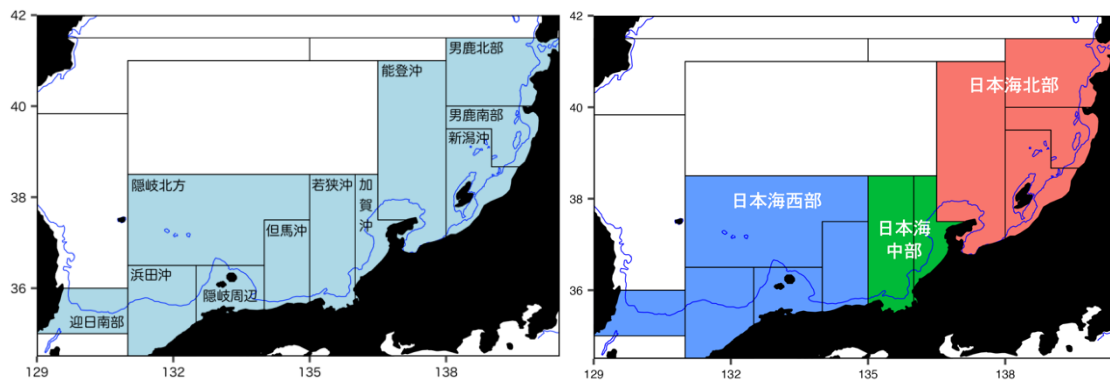 42
40
38
36
129
132
135
138
男鹿北部
能登沖
男鹿南部
新潟沖
隠岐北方
若狭沖
加
賀
沖
但馬沖
浜田沖
隠岐周辺
迎日南部
42
40
38
36
129
132
135
138
日本海北部
日本海西部
日本海
中部